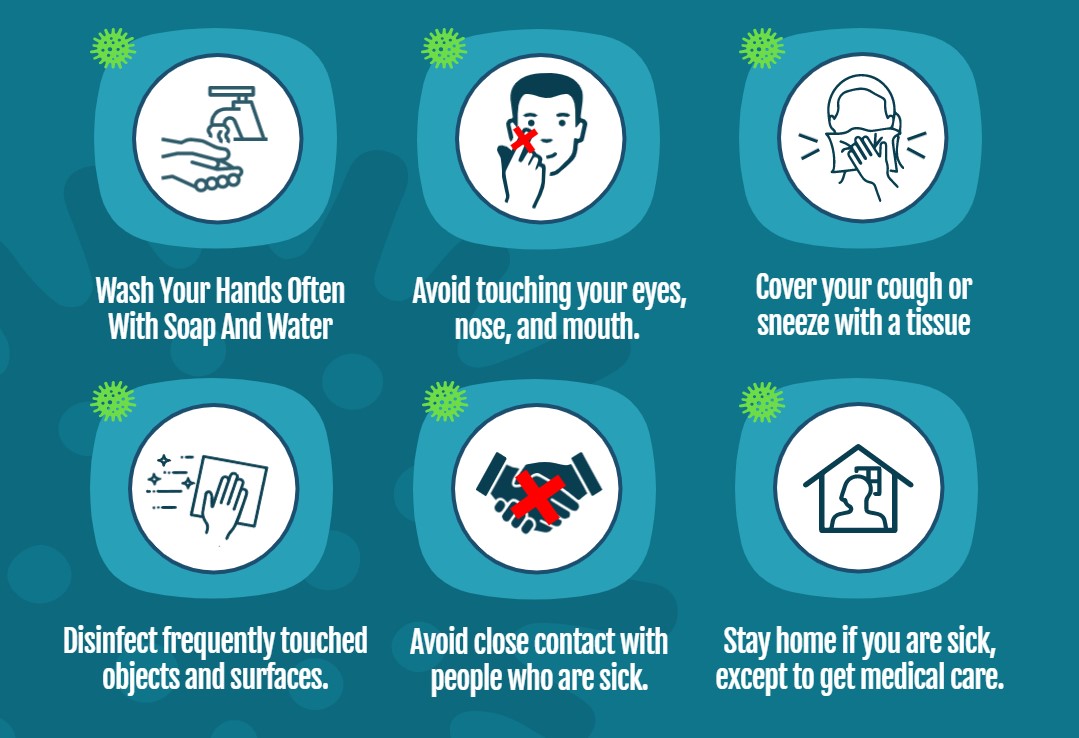 Wash Your Hands Often
With Soap And Water
Avoid touching your eyes,
nose, and mouth.
Cover your cough or
sneeze with a tissue
Disinfect frequently touched
objects and surfaces.
Avoid close contact with
people who are sick.
Stay home if you are sick,
except to get medical care.